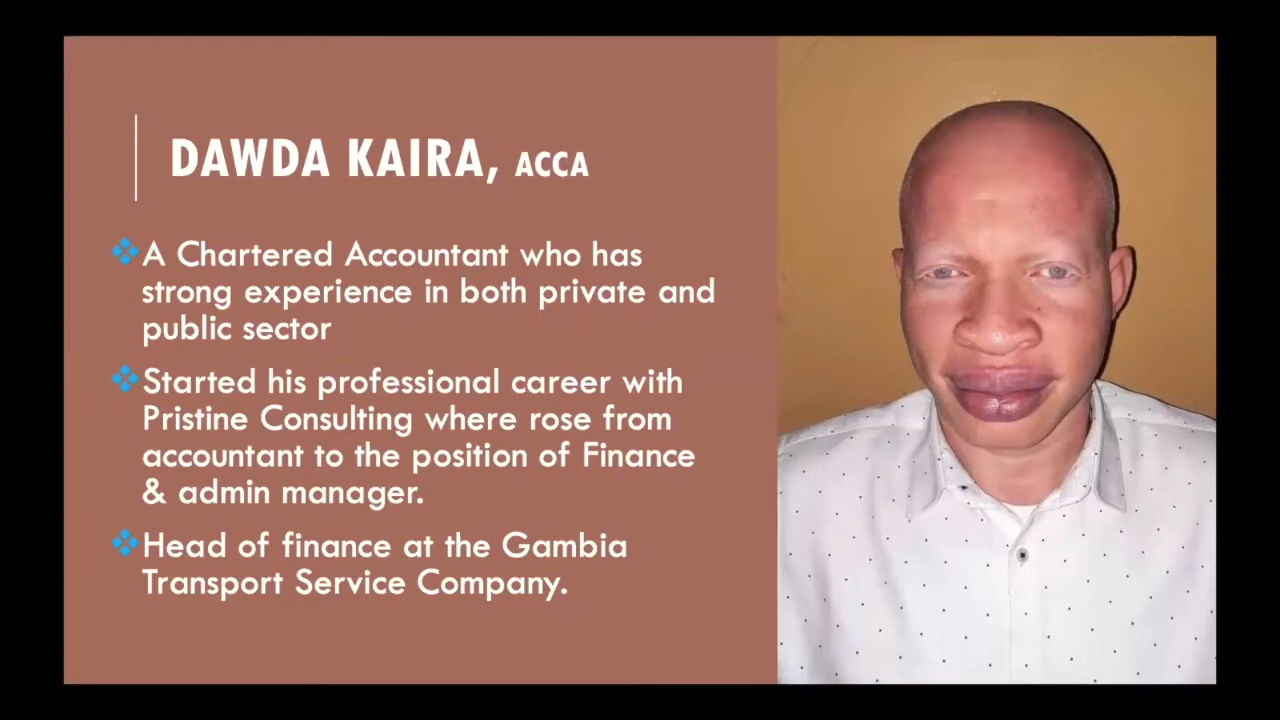 DAWDA KAIRA, ACCA
A Chartered Accountant who has
strong experience in both private and
public sector
Started his professional career with
Pristine Consulting where rose from
accountant to the position of Finance
& admin manager.
Head of finance at the Gambia
Transport Service Company.